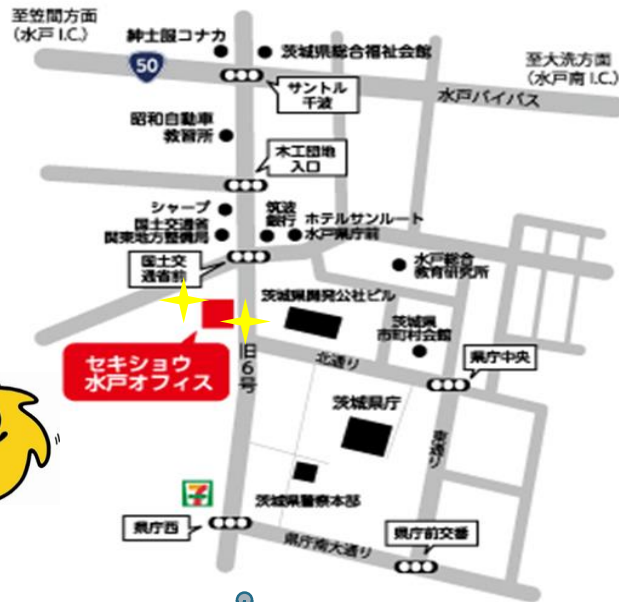 至笠間方面
(水戸 I.C.)
紳士服コナカ
茨城県総合福祉会館
至大洗方面
(水戸南 I.C.)
50
サントル
千波
水戸バイパス
昭和自動車
教習所
木工団地
入口
シャープ
国土交通省
関東地方整備局
筑波
銀行
ホテルサンルート
水戸県庁前
国土交
通省前
水戸総合
教育研究所
茨城県開発公社ビル
茨城県
市町村会館
セキショウ
水戸オフィス
旧6号
北通り
県庁中央
茨城県庁
東通り
7
茨城県警察本部
県庁西
県庁南大通り
県庁前交番